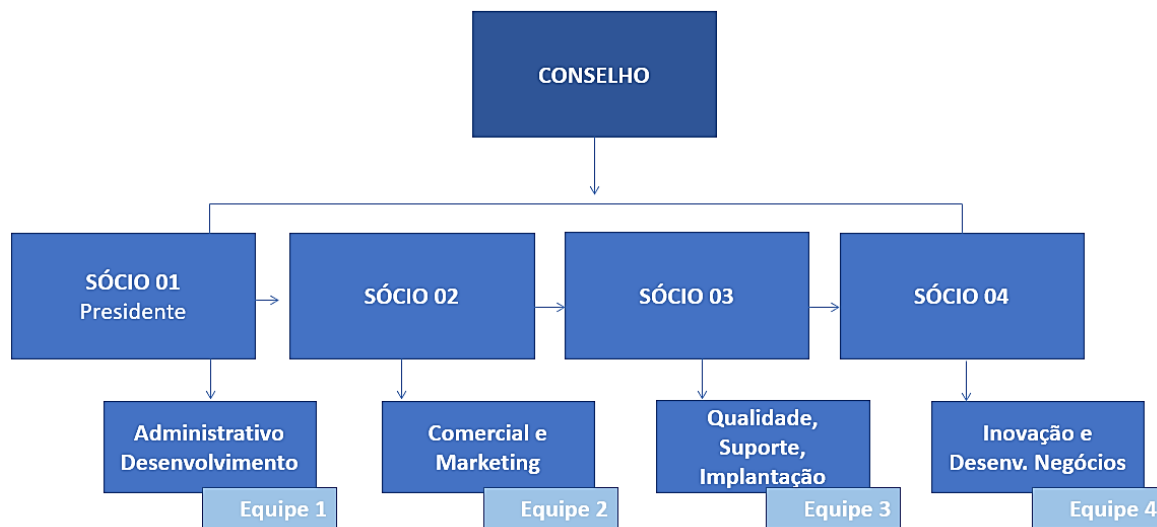 CONSELHO
SÓCIO 01
Presidente
SÓCIO 02
SÓCIO 03
SÓCIO 04
Administrativo
Desenvolvimento
Equipe 1
Comercial e
Marketing
Equipe 2
Qualidade,
Suporte,
Implantação
Equipe 3
Inovação e
Desenv. Negócios
Equipe 4